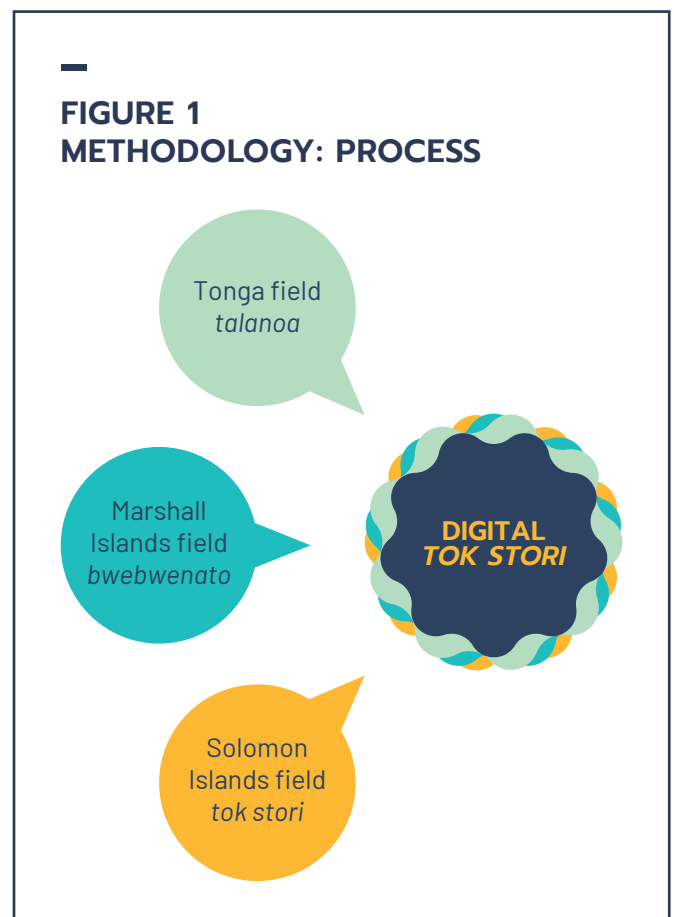 FIGURE 1
METHODOLOGY: PROCESS
Tonga field
talanoa
Marshall
Islands field
bwebwenato
DIGITAL
TOK STORI
Solomon
Islands field
tok stori